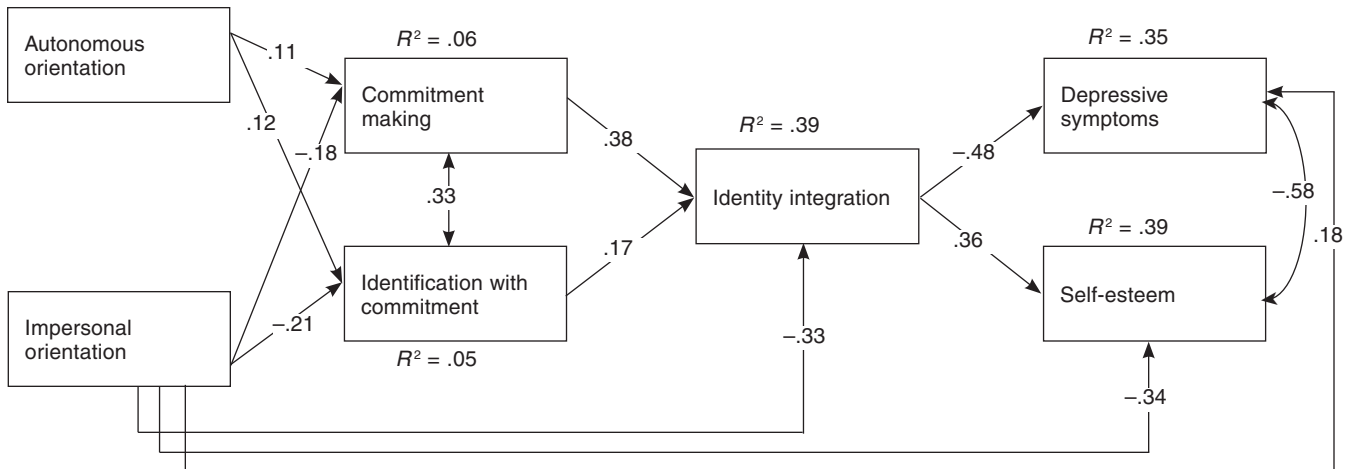 Autonomous
orientation
.11
.12
R² = .06
Commitment
making
–.18
.33
.38
Identification with
commitment
R² = .05
–.21
.17
Impersonal
orientation
R² = .39
Identity integration
–.33
–.48
.36
R² = .35
Depressive
symptoms
–.58
.18
R² = .39
Self-esteem
–.34